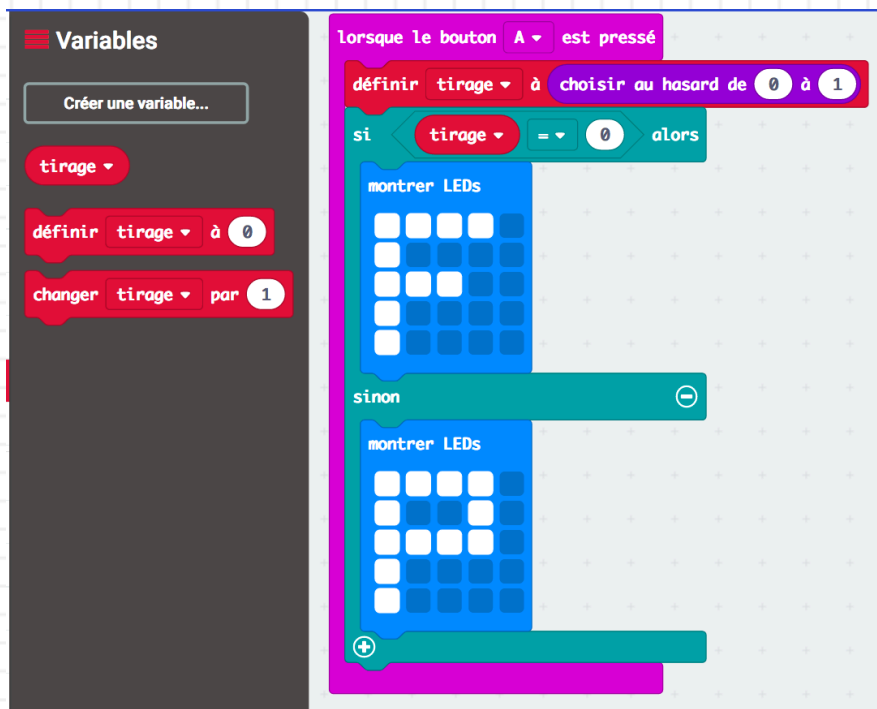 Variables
Créer une variable...
tirage
définir tirage à 0
changer tirage par 1
lorsque le bouton A est pressé
définir tirage à choisir au hasard de 0 à 1
si tirage = 0 alors
montrer LEDs
sinon
montrer LEDs